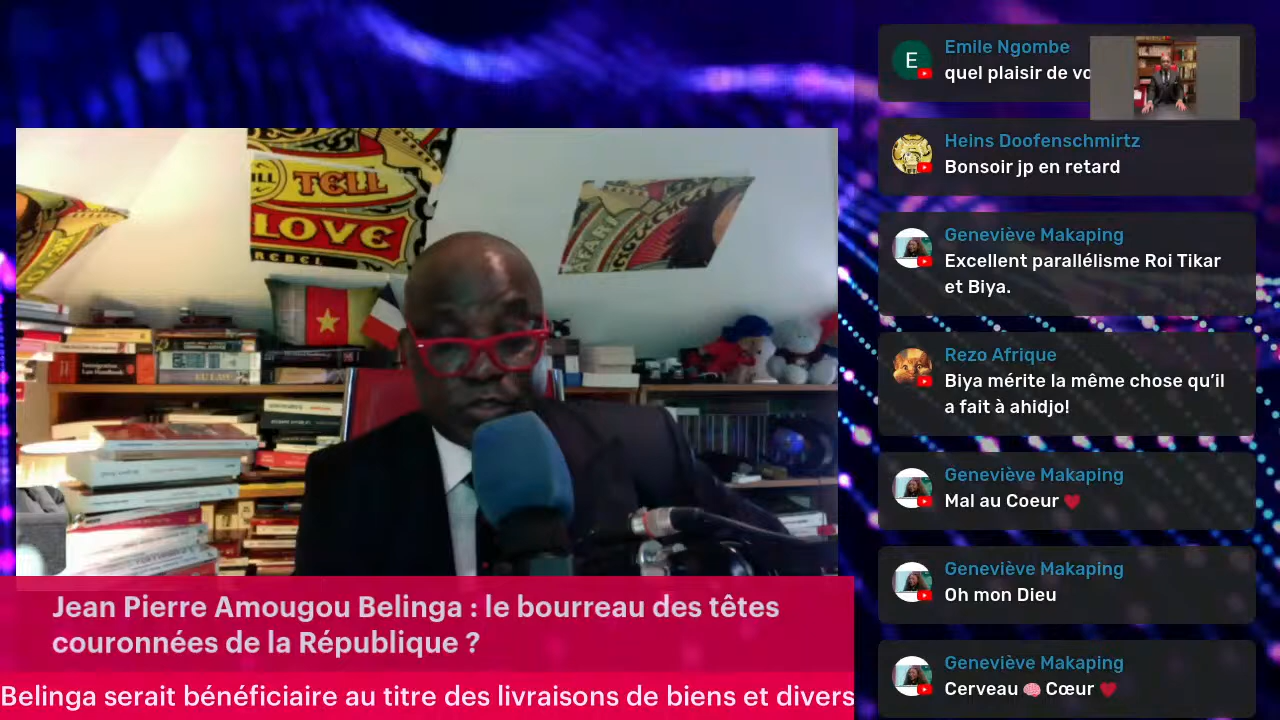 TELL
LOVE
REBEL
Jean Pierre Amougou Belinga : le bourreau des têtes
couronnées de la République ?
Belinga serait bénéficiaire au titre des livraisons de biens et divers
E
Emile Ngombe
quel plaisir de
Heins Doofenschmirtz
Bonsoir jp en retard
Geneviève Makaping
Excellent parallélisme Roi Tikar
et Biya.
Rezo Afrique
Biya mérite la même chose qu’il
a fait à ahidjo!
Geneviève Makaping
Mal au Coeur ❤️
Geneviève Makaping
Oh mon Dieu
Geneviève Makaping
Cerveau 🧠 Cœur ❤️